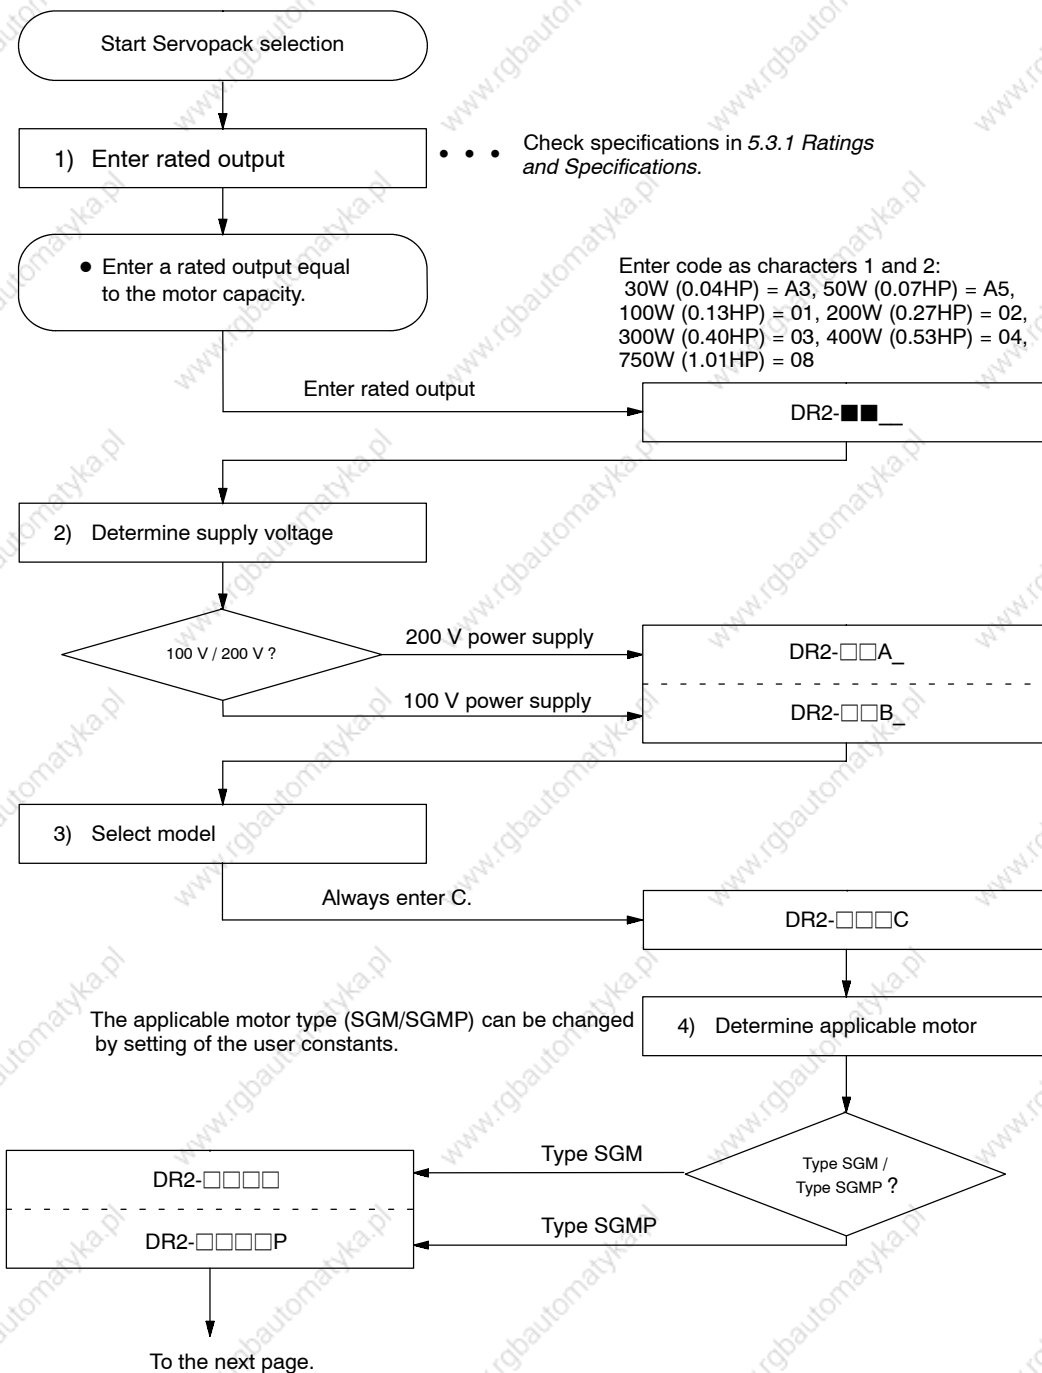 Start Servopack selection
1) Enter rated output
• • • Check specifications in 5.3.1 Ratings
and Specifications.
● Enter a rated output equal
to the motor capacity.
Enter code as characters 1 and 2:
30W (0.04HP) = A3, 50W (0.07HP) = A5,
100W (0.13HP) = 01, 200W (0.27HP) = 02,
300W (0.40HP) = 03, 400W (0.53HP) = 04,
750W (1.01HP) = 08
Enter rated output
DR2-■■__
2) Determine supply voltage
100 V / 200 V ?
200 V power supply
DR2-□□A_
100 V power supply
DR2-□□B_
3) Select model
Always enter C.
DR2-□□□C
The applicable motor type (SGM/SGMP) can be changed
by setting of the user constants.
4) Determine applicable motor
Type SGM /
Type SGMP ?
Type SGM
DR2-□□□□
Type SGMP
DR2-□□□□P
To the next page.
www.rgbautomatyka.pl